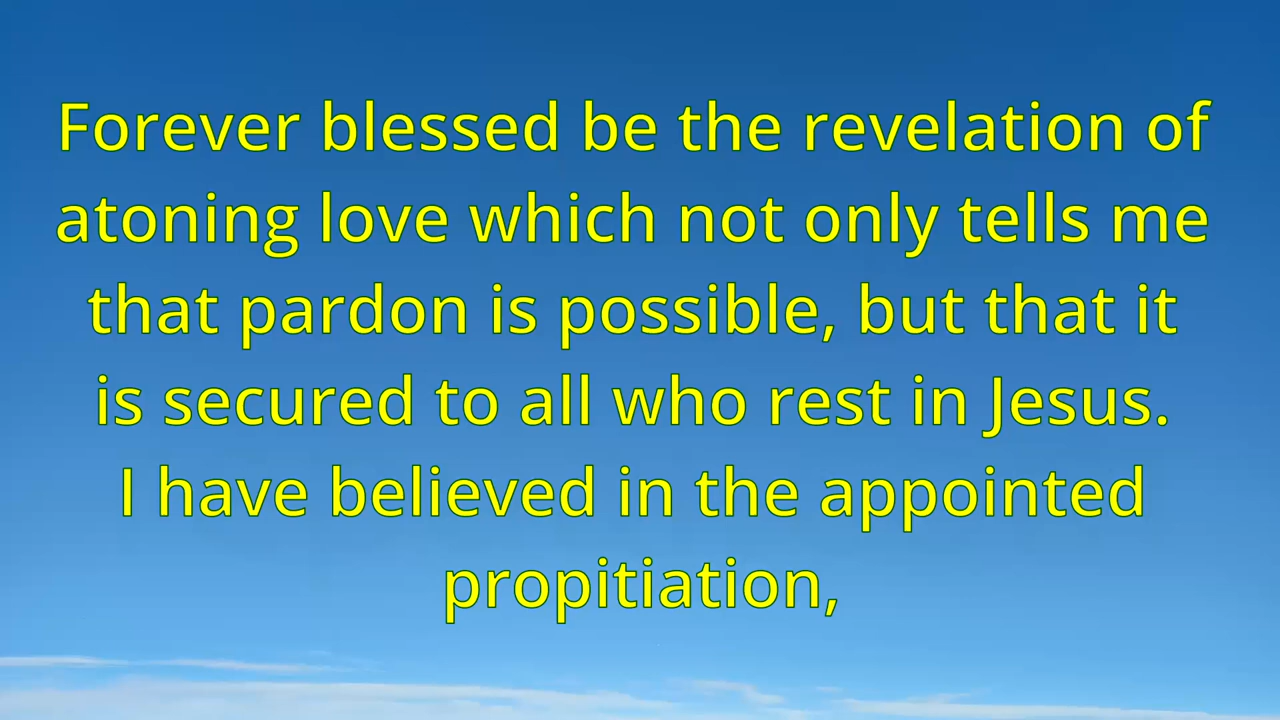 Forever blessed be the revelation of
atoning love which not only tells me
that pardon is possible, but that it
is secured to all who rest in Jesus.
I have believed in the appointed
propitiation,